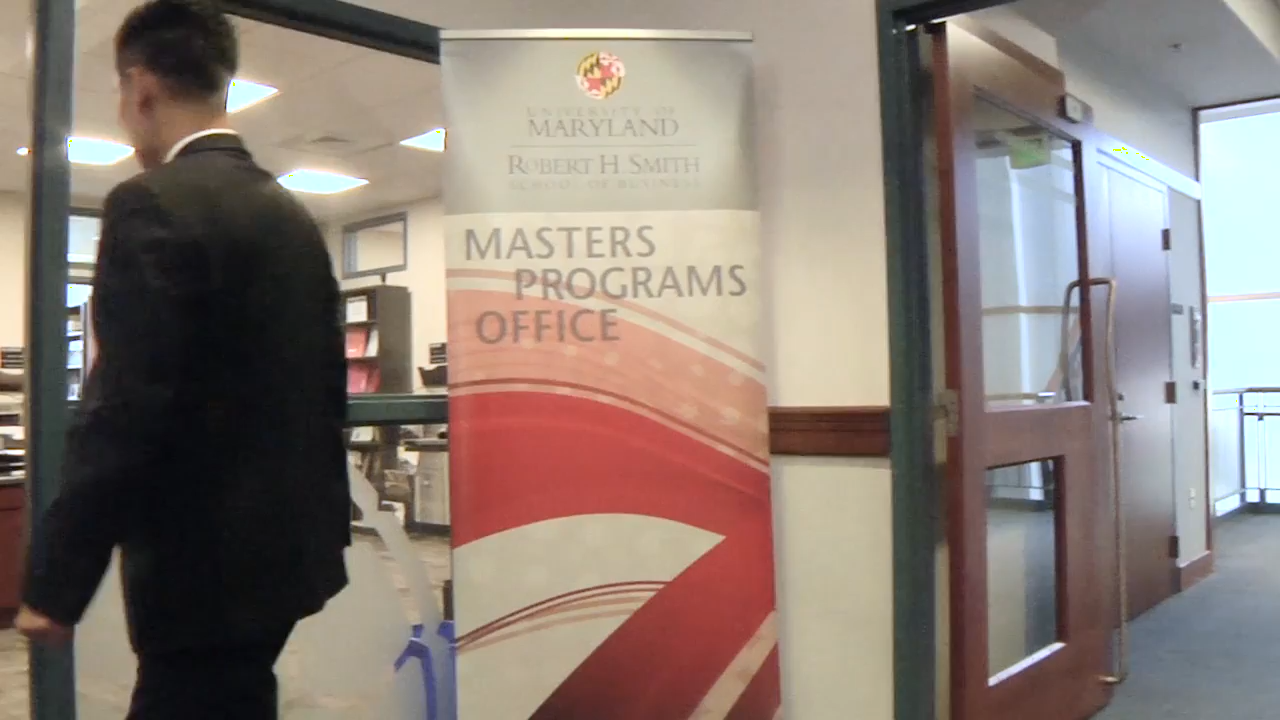 UNIVERSITY OF
MARYLAND
ROBERT H. SMITH
SCHOOL OF BUSINESS
MASTERS
PROGRAMS
OFFICE